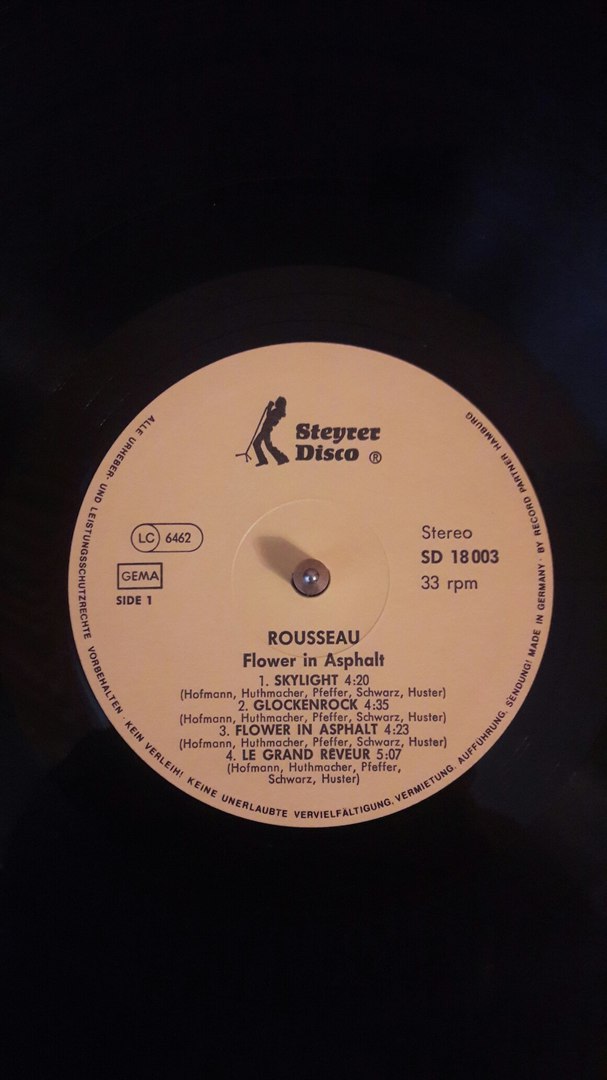 Steyrer
Disco ®
LC 6462
GEMA
SIDE 1
Stereo
SD 18003
33 rpm
ROUSSEAU
Flower in Asphalt
1. SKYLIGHT 4:20
(Hofmann, Huthmacher, Pfeffer, Schwarz, Huster)
2. GLOCKENROCK 4:35
(Hofmann, Huthmacher, Pfeffer, Schwarz, Huster)
3. FLOWER IN ASPHALT 4:23
(Hofmann, Huthmacher, Pfeffer, Schwarz, Huster)
4. LE GRAND REVEUR 5:07
(Hofmann, Huthmacher, Pfeffer,
Schwarz, Huster)
ALLE URHEBER- UND LEISTUNGSSCHUTZRECHTE VORBEHALTEN · KEIN VERLEIH! KEINE UNERLAUBTE VERVIELFÄLTIGUNG, VERMIETUNG, AUFFÜHRUNG, SENDUNG! MADE IN GERMANY · BY RECORD PARTNER HAMBURG